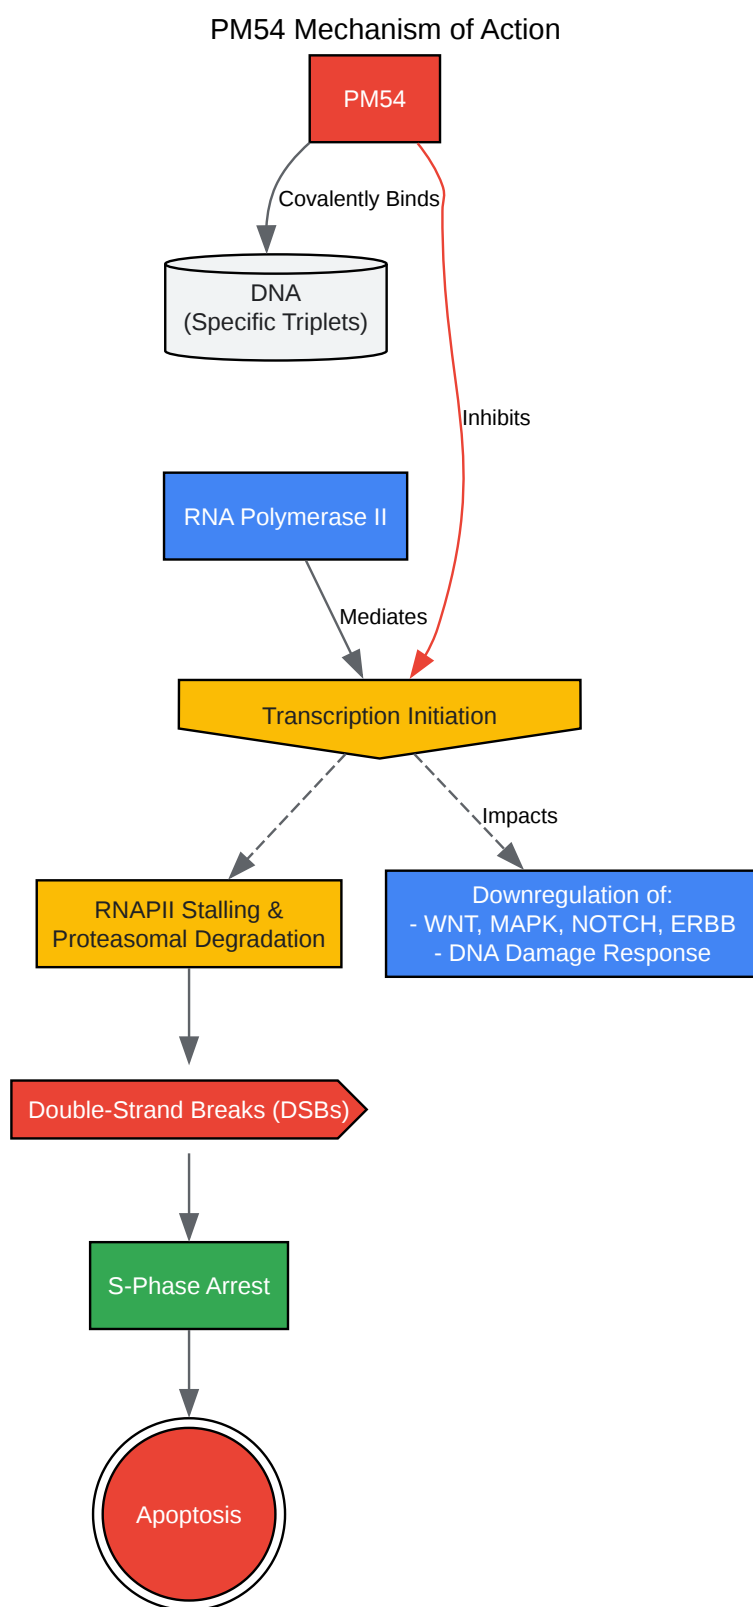 PM54 Mechanism of Action
PM54
Covalently Binds
DNA
(Specific Triplets)
Inhibits
RNA Polymerase II
Mediates
Transcription Initiation
Impacts
RNAPII Stalling &
Proteasomal Degradation
Downregulation of:
- WNT, MAPK, NOTCH, ERBB
- DNA Damage Response
Double-Strand Breaks (DSBs)
S-Phase Arrest
Apoptosis